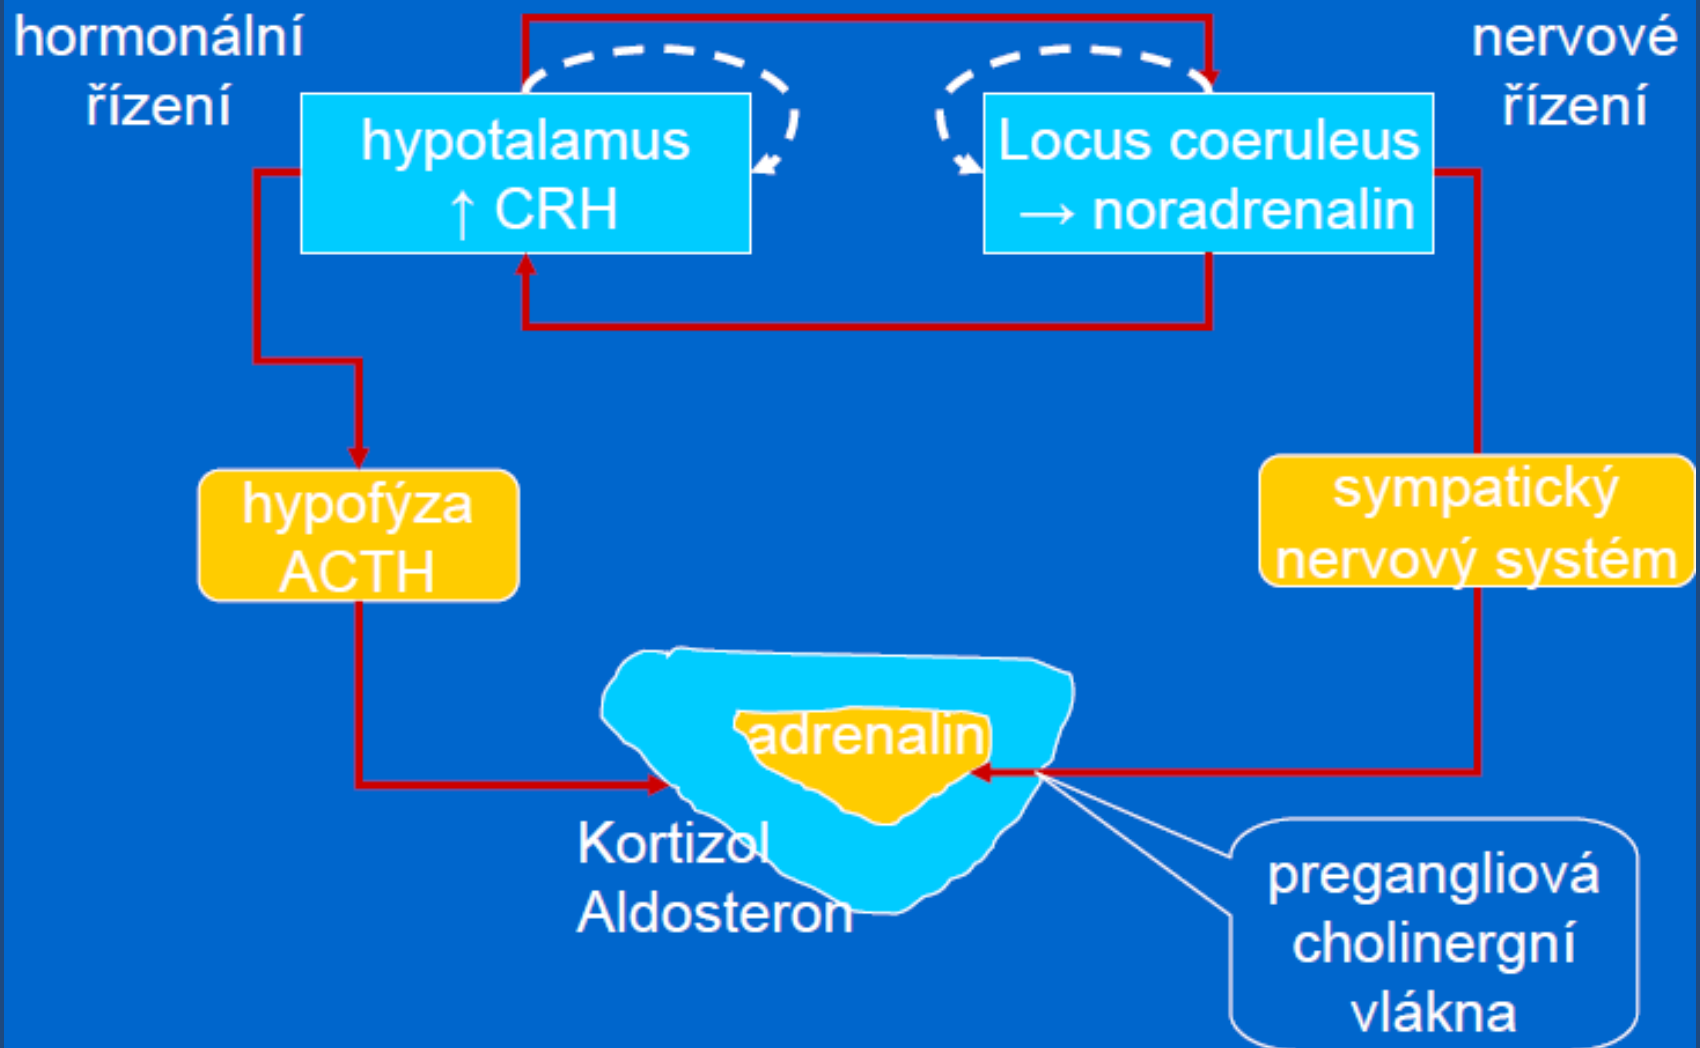 hormonální
řízení
nervové
řízení
hypotalamus
↑ CRH
Locus coeruleus
→ noradrenalin
hypofýza
ACTH
sympatický
nervový systém
adrenalin
Kortizol
Aldosteron
pregangliová
cholinergní
vlákna